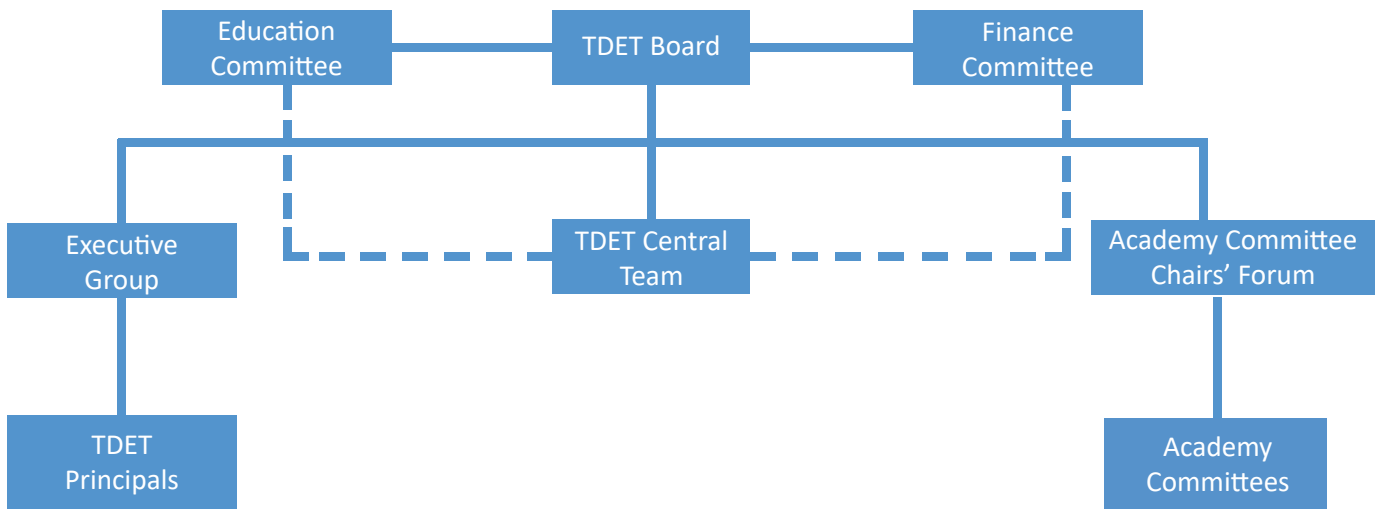 Education
Committee
TDET Board
Finance
Committee
Executive
Group
TDET Central
Team
Academy Committee
Chairs’ Forum
TDET
Principals
Academy
Committees